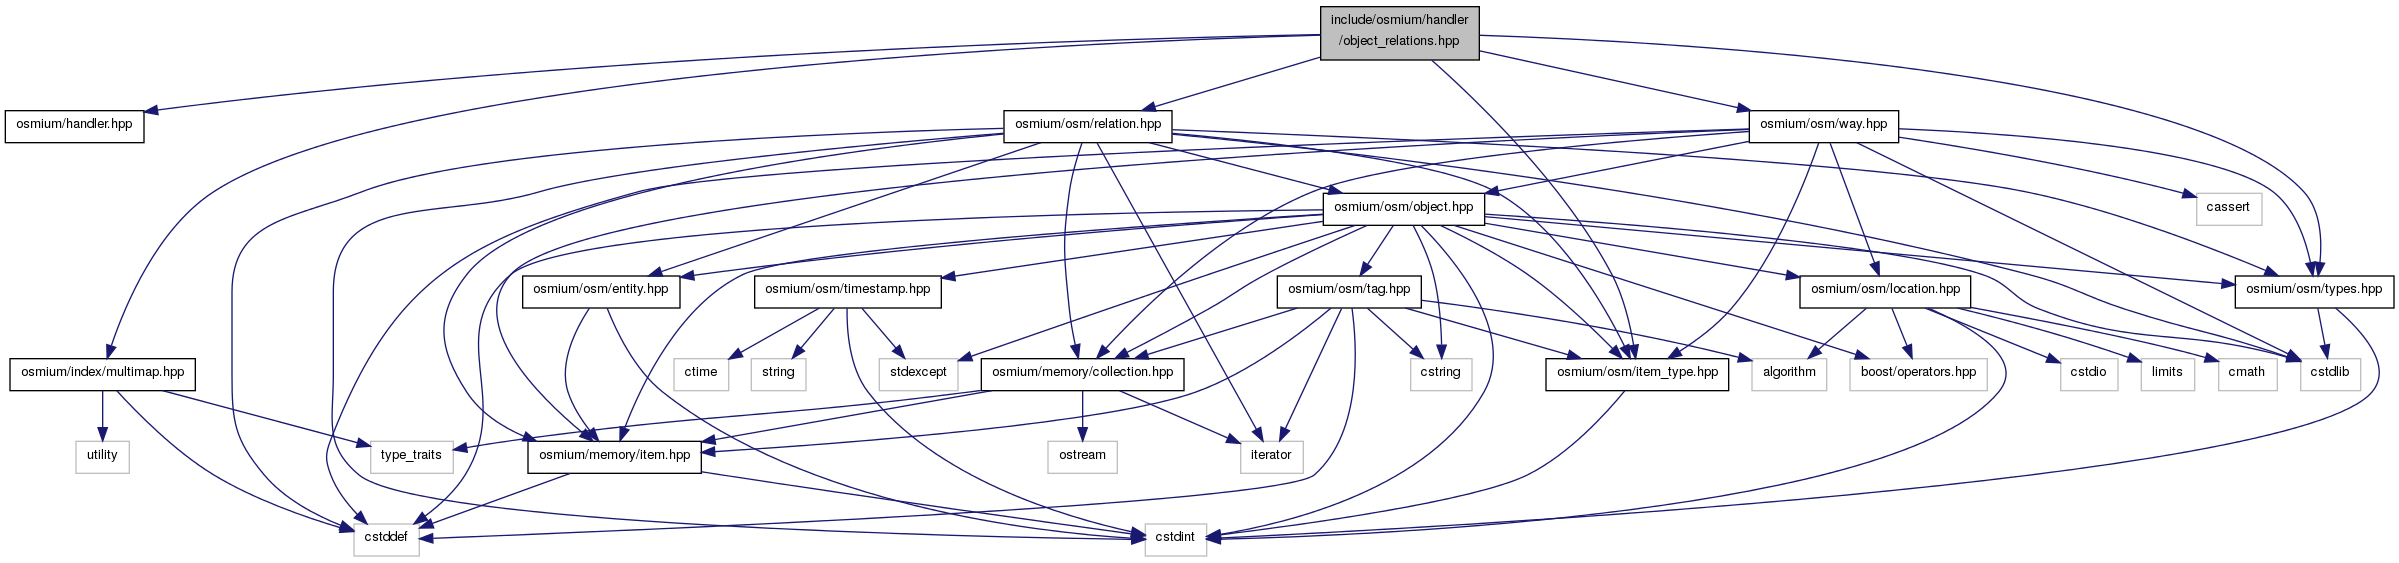 include/osmium/handler
/object_relations.hpp
osmium/handler.hpp
osmium/osm/relation.hpp
osmium/osm/way.hpp
osmium/osm/object.hpp
cassert
osmium/osm/entity.hpp
osmium/osm/timestamp.hpp
osmium/osm/tag.hpp
osmium/osm/location.hpp
osmium/osm/types.hpp
osmium/index/multimap.hpp
ctime
string
stdexcept
osmium/memory/collection.hpp
cstring
osmium/osm/item_type.hpp
algorithm
boost/operators.hpp
cstdio
limits
cmath
cstdlib
utility
type_traits
osmium/memory/item.hpp
ostream
iterator
cstddef
cstdint